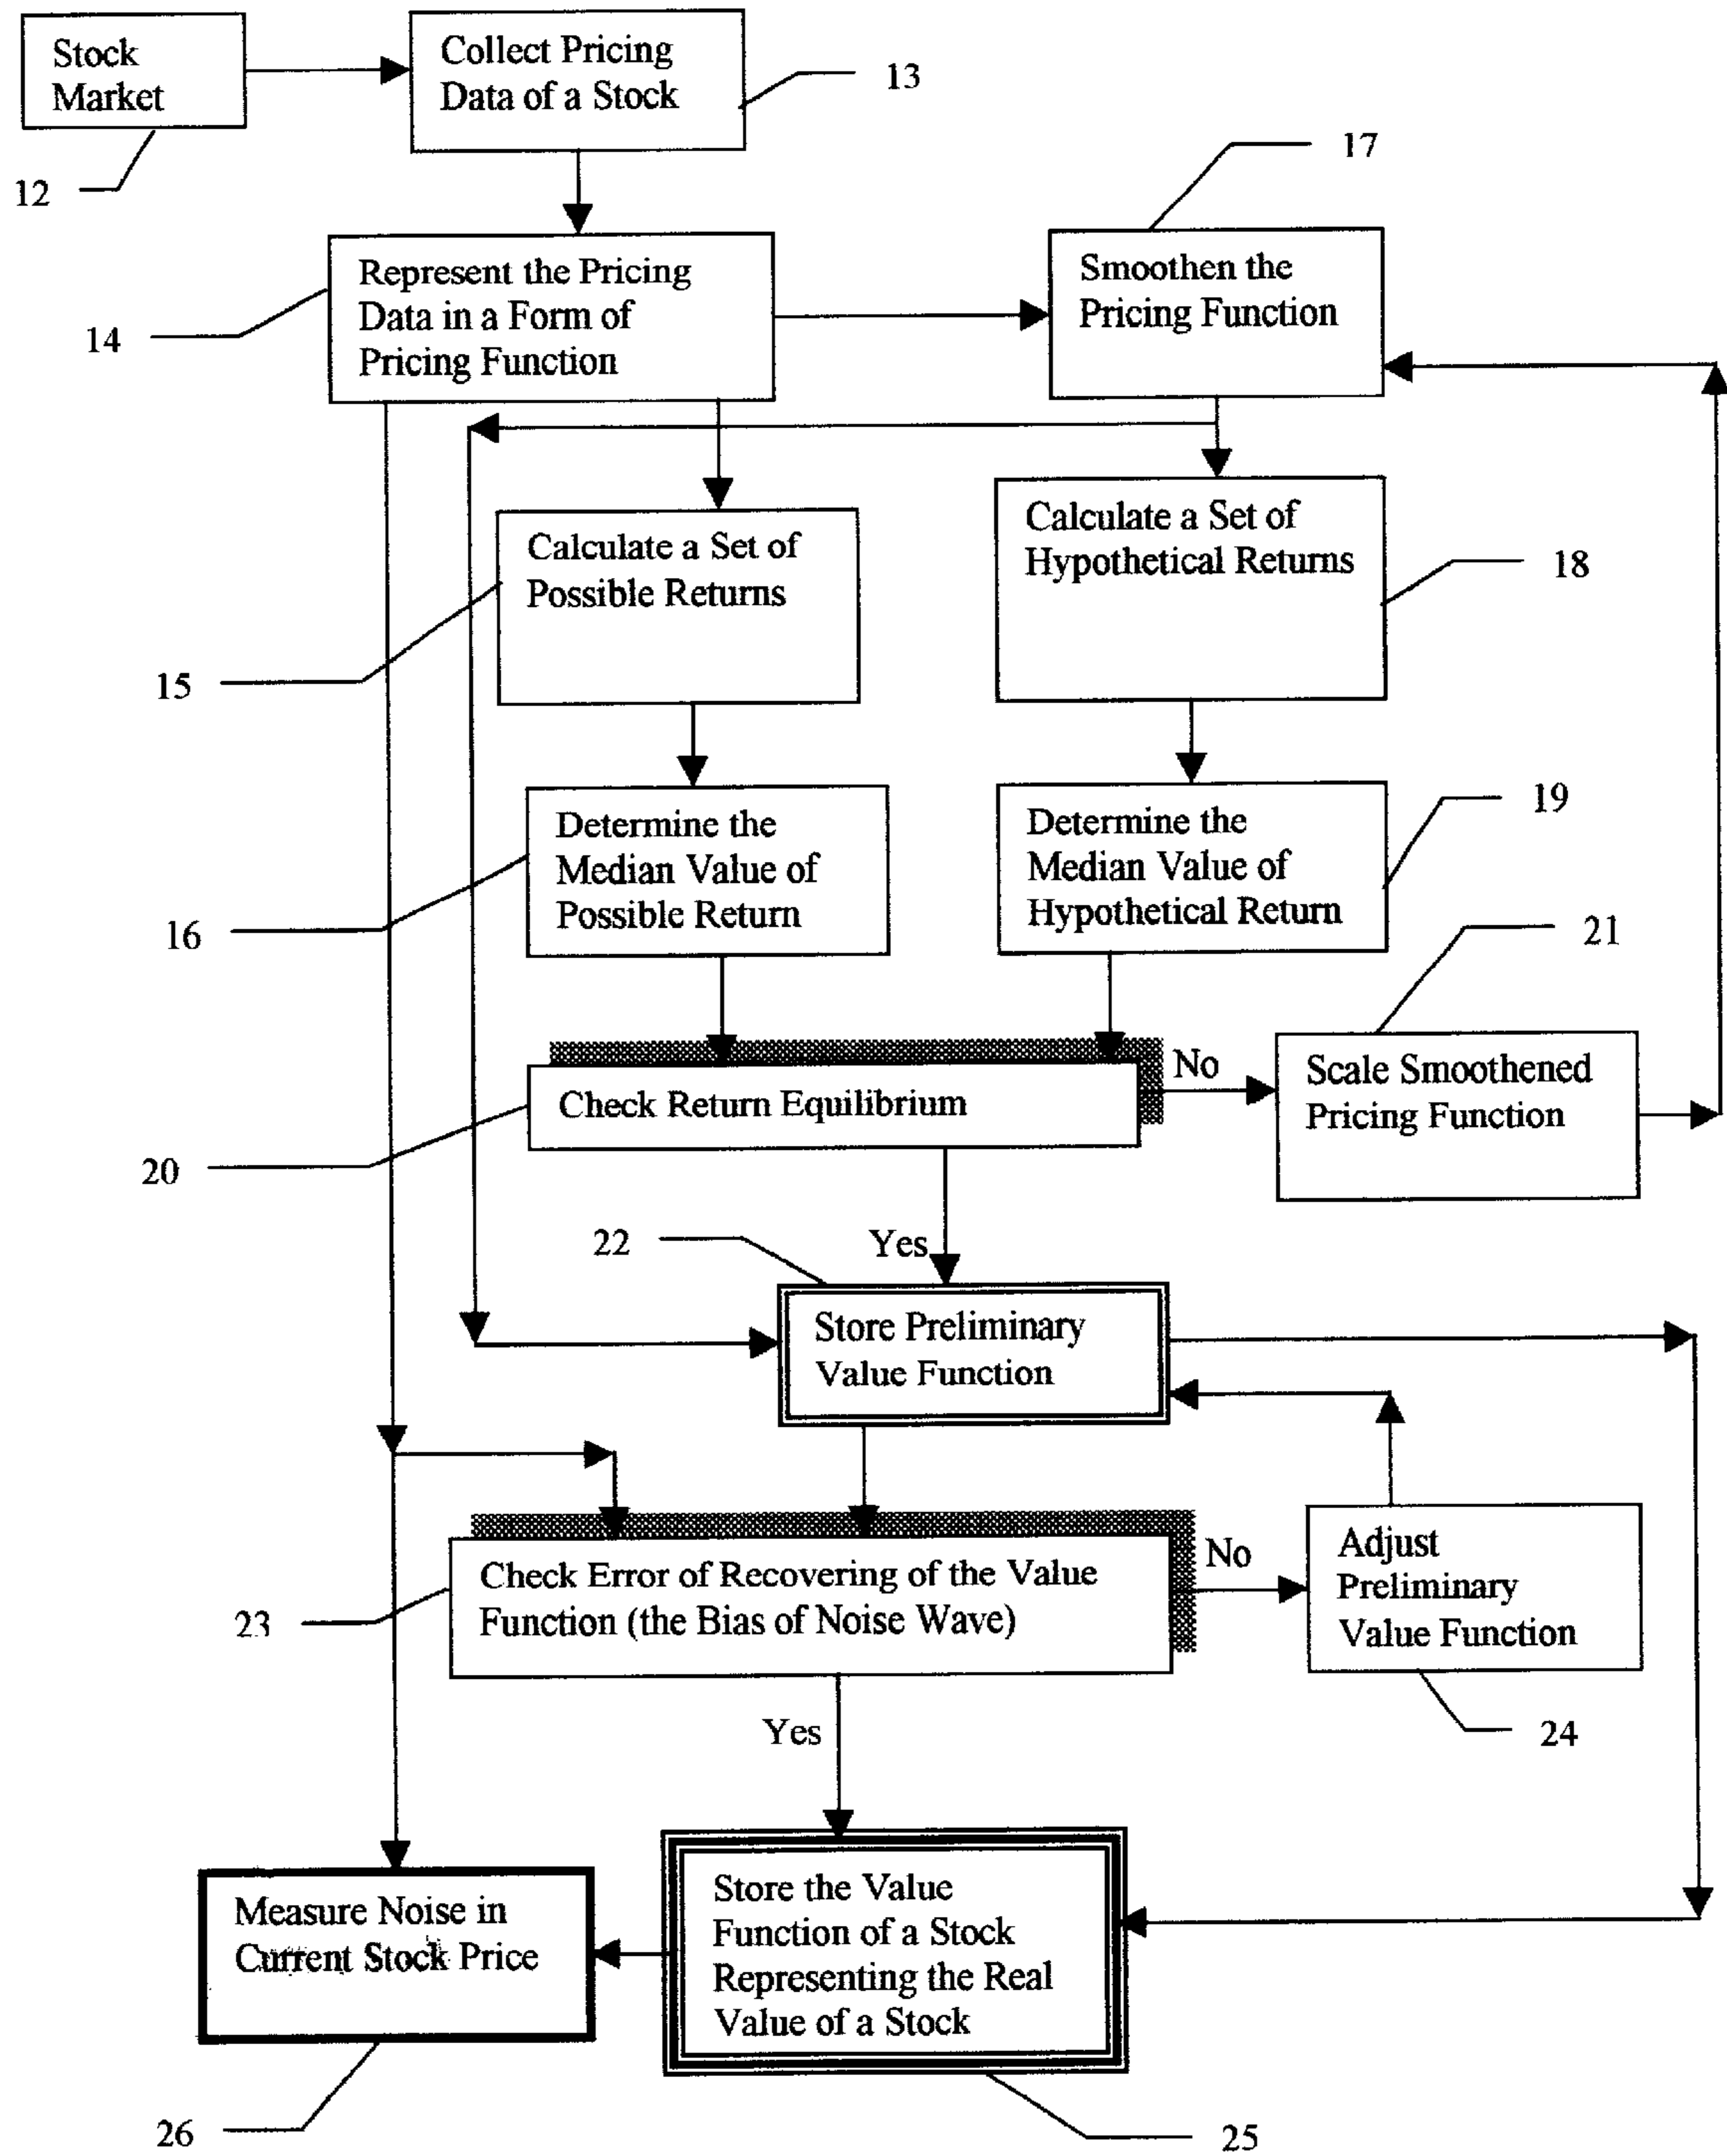 Stock
Market
Collect Pricing
Data of a Stock
13
12
17
Represent the Pricing
Data in a Form of
Pricing Function
14
Smoothen the
Pricing Function
Calculate a Set of
Possible Returns
15
Calculate a Set of
Hypothetical Returns
18
Determine the
Median Value of
Possible Return
16
Determine the
Median Value of
Hypothetical Return
19
21
Check Return Equilibrium
No
20
Scale Smoothened
Pricing Function
Yes
22
Store Preliminary
Value Function
Check Error of Recovering of the Value
Function (the Bias of Noise Wave)
No
23
Adjust
Preliminary
Value Function
24
Yes
Measure Noise in
Current Stock Price
Store the Value
Function of a Stock
Representing the Real
Value of a Stock
26
25